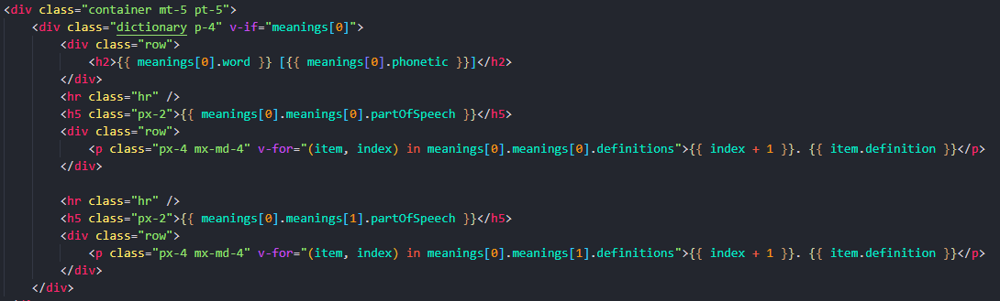 <div class="container mt-5 pt-5">
<div class="dictionary p-4" v-if="meanings[0]">
<div class="row">
<h2>{{ meanings[0].word }} [{{ meanings[0].phonetic }}]</h2>
</div>
<hr class="hr" />
<h5 class="px-2">{{ meanings[0].meanings[0].partOfSpeech }}</h5>
<div class="row">
<p class="px-4 mx-md-4" v-for="(item, index) in meanings[0].meanings[0].definitions">{{ index + 1 }}. {{ item.definition }}</p>
</div>
<hr class="hr" />
<h5 class="px-2">{{ meanings[0].meanings[1].partOfSpeech }}</h5>
<div class="row">
<p class="px-4 mx-md-4" v-for="(item, index) in meanings[0].meanings[1].definitions">{{ index + 1 }}. {{ item.definition }}</p>
</div>
</div>